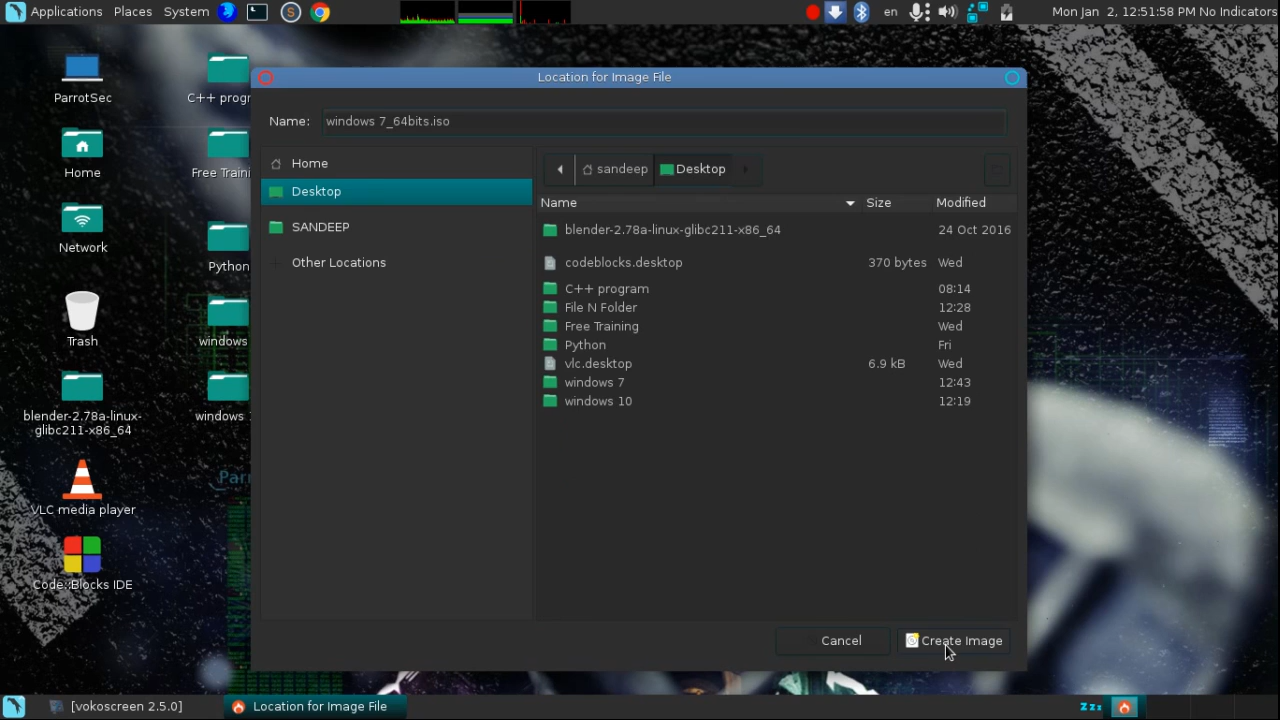 Applications Places System en Mon Jan 2, 12:51:58 PM No Indicators
ParrotSec
Home
Network
Trash
blender-2.78a-linux-
glibc211-x86_64
VLC media player
Code::Blocks IDE
C++ progr
Free Traini
Python
windows
windows
Location for Image File
Name: windows 7_64bits.iso
Home
Desktop
SANDEEP
Other Locations
sandeep Desktop
Name Size Modified
blender-2.78a-linux-glibc211-x86_64 24 Oct 2016
codeblocks.desktop 370 bytes Wed
C++ program 08:14
File N Folder 12:28
Free Training Wed
Python Fri
vlc.desktop 6.9 kB Wed
windows 7 12:43
windows 10 12:19
Cancel Create Image
[vokoscreen 2.5.0] Location for Image File Zzz